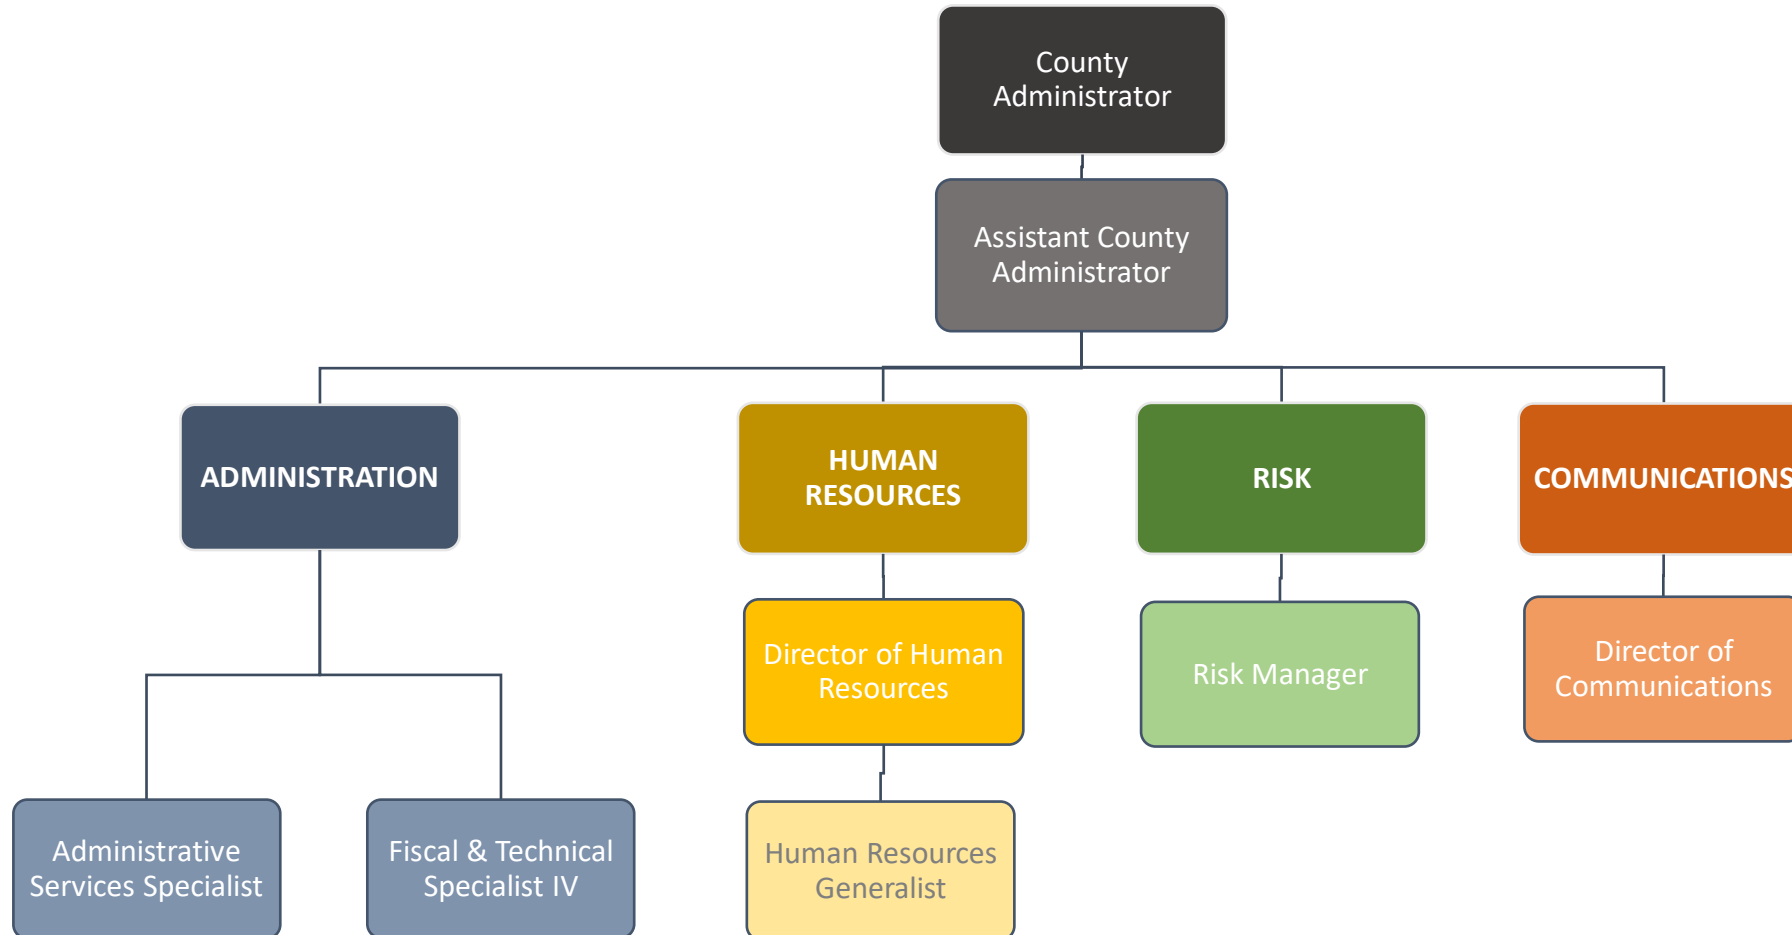 County
Administrator
Assistant County
Administrator
ADMINISTRATION
HUMAN
RESOURCES
RISK
COMMUNICATIONS
Director of Human
Resources
Risk Manager
Director of
Communications
Administrative
Services Specialist
Fiscal & Technical
Specialist IV
Human Resources
Generalist